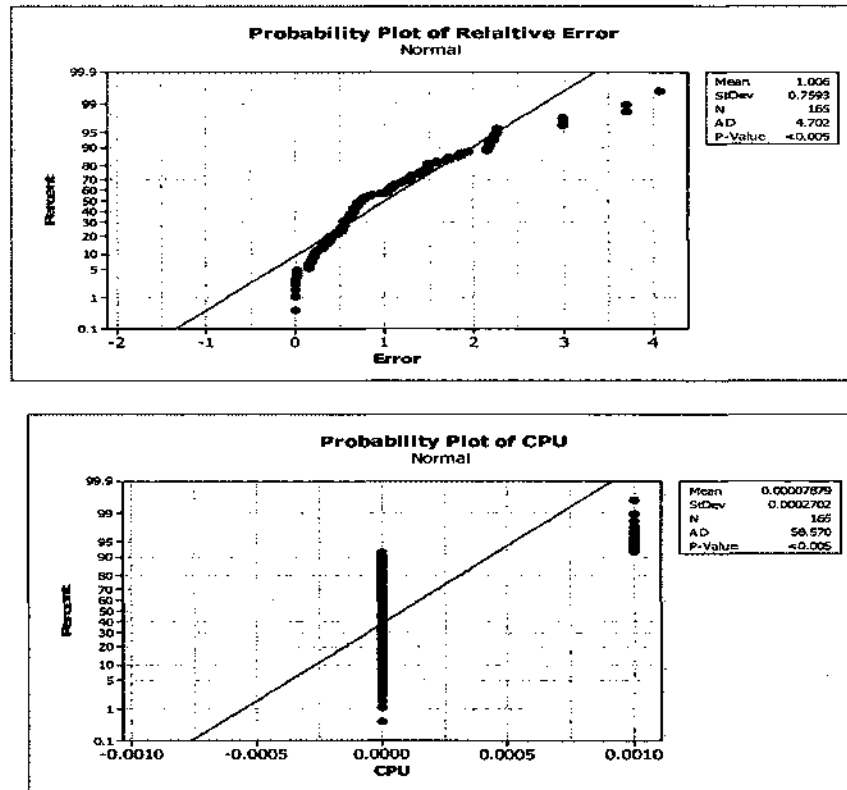 Probability Plot of Relaltive Error
Normal
99.9
99
95
90
80
70
60
50
40
30
20
10
5
1
0.1
Percent
-2 -1 0 1 2 3 4
Error
Mean 1.006
StDev 0.7593
N 165
AD 4.702
P-Value <0.005
Probability Plot of CPU
Normal
99.9
99
95
90
80
70
60
50
40
30
20
10
5
1
0.1
Percent
-0.0010 -0.0005 0.0000 0.0005 0.0010
CPU
Mean 0.00007879
StDev 0.0002702
N 165
AD 58.570
P-Value <0.005